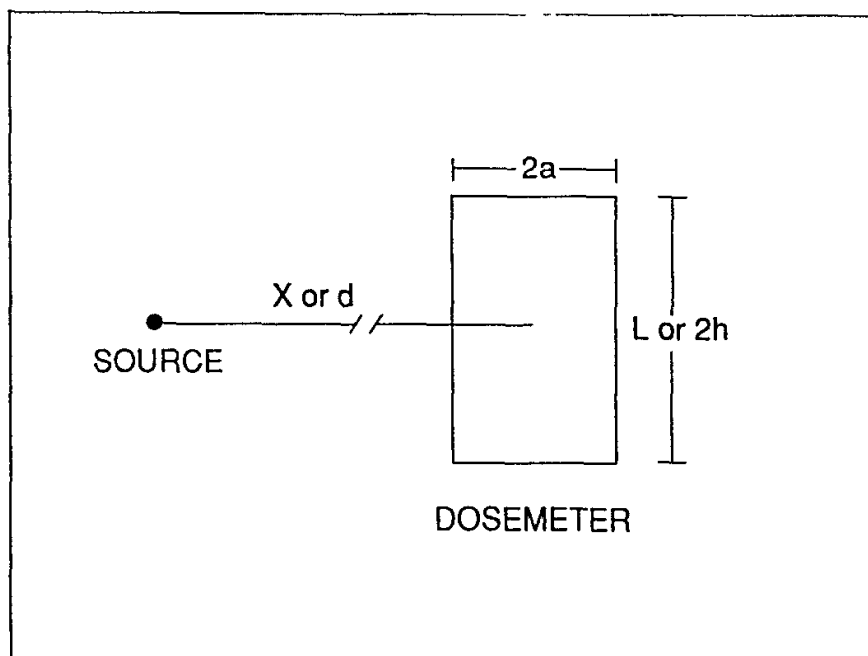 2a
X or d
L or 2h
SOURCE
DOSEMETER